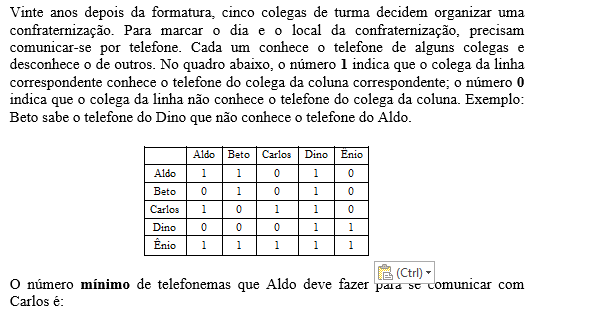 Vinte anos depois da formatura, cinco colegas de turma decidem organizar uma
confraternização. Para marcar o dia e o local da confraternização, precisam
comunicar-se por telefone. Cada um conhece o telefone de alguns colegas e
desconhece o de outros. No quadro abaixo, o número 1 indica que o colega da linha
correspondente conhece o telefone do colega da coluna correspondente; o número 0
indica que o colega da linha não conhece o telefone do colega da coluna. Exemplo:
Beto sabe o telefone do Dino que não conhece o telefone do Aldo.
Aldo Beto Carlos Dino Ênio
Aldo 1 1 0 1 0
Beto 0 1 0 1 0
Carlos 1 0 1 1 0
Dino 0 0 0 1 1
Ênio 1 1 1 1 1
(Ctrl)
O número mínimo de telefonemas que Aldo deve fazer para se comunicar com
Carlos é: